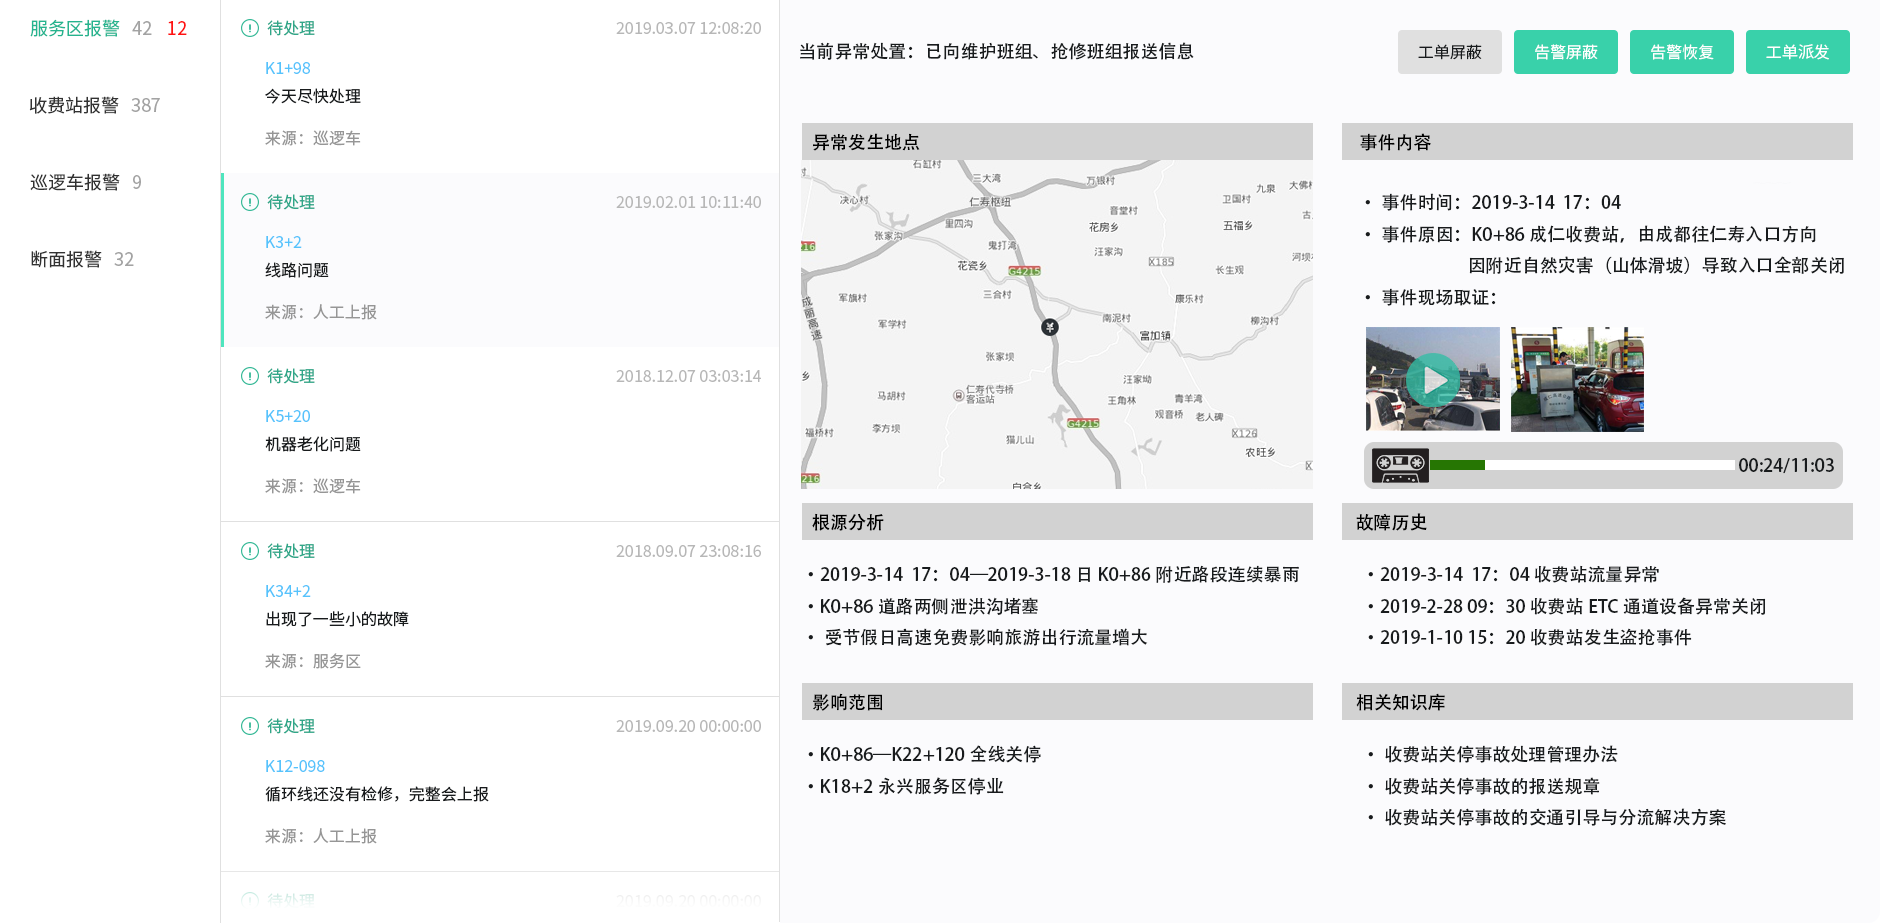 服务区报警 42 12
收费站报警 387
巡逻车报警 9
断面报警 32
待处理 2019.03.07 12:08:20
K1+98
今天尽快处理
来源：巡逻车
待处理 2019.02.01 10:11:40
K3+2
线路问题
来源：人工上报
待处理 2018.12.07 03:03:14
K5+20
机器老化问题
来源：巡逻车
待处理 2018.09.07 23:08:16
K34+2
出现了一些小的故障
来源：服务区
待处理 2019.09.20 00:00:00
K12-098
循环线还没有检修，完整会上报
来源：人工上报
待处理 2019.09.20 00:00:00
当前异常处置：已向维护班组、抢修班组报送信息
工单屏蔽
告警屏蔽
告警恢复
工单派发
异常发生地点
石缸村
三大湾
万银村
九泉
大佛村
决心村
仁寿枢纽
卫国村
音堂村
里四沟
花房乡
五福乡
张家沟
鬼打湾
汪家沟
X185
河坝村
花瓷乡
G4215
长生观
军旗村
三合村
康乐村
成丽高速
军学村
南泥村
柳沟村
富加镇
张家坝
乡
汪家坳
马胡村
仁寿代寺桥
客运站
王角林
青羊湾
观音桥
老人碑
福桥村
李方坝
G4215
猫儿山
X126
农旺乡
216
白合乡
事件内容
• 事件时间：2019-3-14 17：04
• 事件原因：K0+86 成仁收费站，由成都往仁寿入口方向
因附近自然灾害（山体滑坡）导致入口全部关闭
• 事件现场取证：
00:24/11:03
根源分析
•2019-3-14 17：04—2019-3-18 日 K0+86 附近路段连续暴雨
•K0+86 道路两侧泄洪沟堵塞
• 受节假日高速免费影响旅游出行流量增大
故障历史
•2019-3-14 17：04 收费站流量异常
•2019-2-28 09：30 收费站 ETC 通道设备异常关闭
•2019-1-10 15：20 收费站发生盗抢事件
影响范围
•K0+86—K22+120 全线关停
•K18+2 永兴服务区停业
相关知识库
• 收费站关停事故处理管理办法
• 收费站关停事故的报送规章
• 收费站关停事故的交通引导与分流解决方案